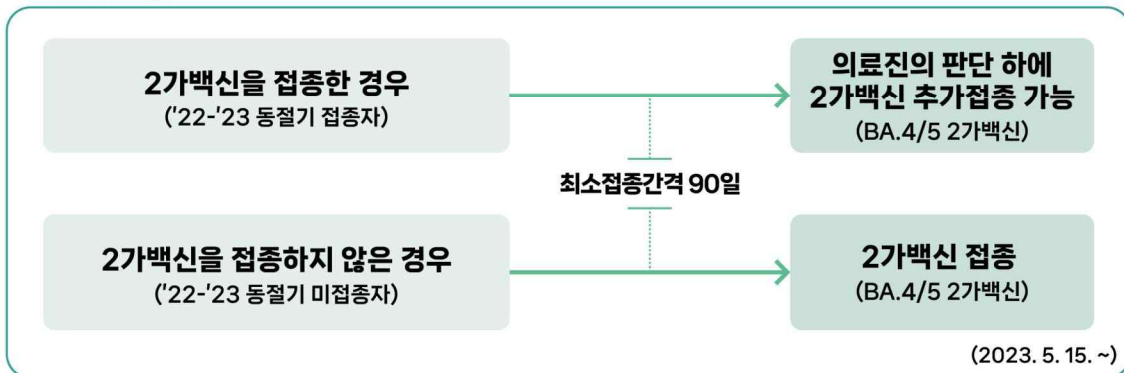 2가백신을 접종한 경우
('22-'23 동절기 접종자)
의료진의 판단 하에
2가백신 추가접종 가능
(BA.4/5 2가백신)
최소접종간격 90일
2가백신을 접종하지 않은 경우
('22-'23 동절기 미접종자)
2가백신 접종
(BA.4/5 2가백신)
(2023. 5. 15. ~)